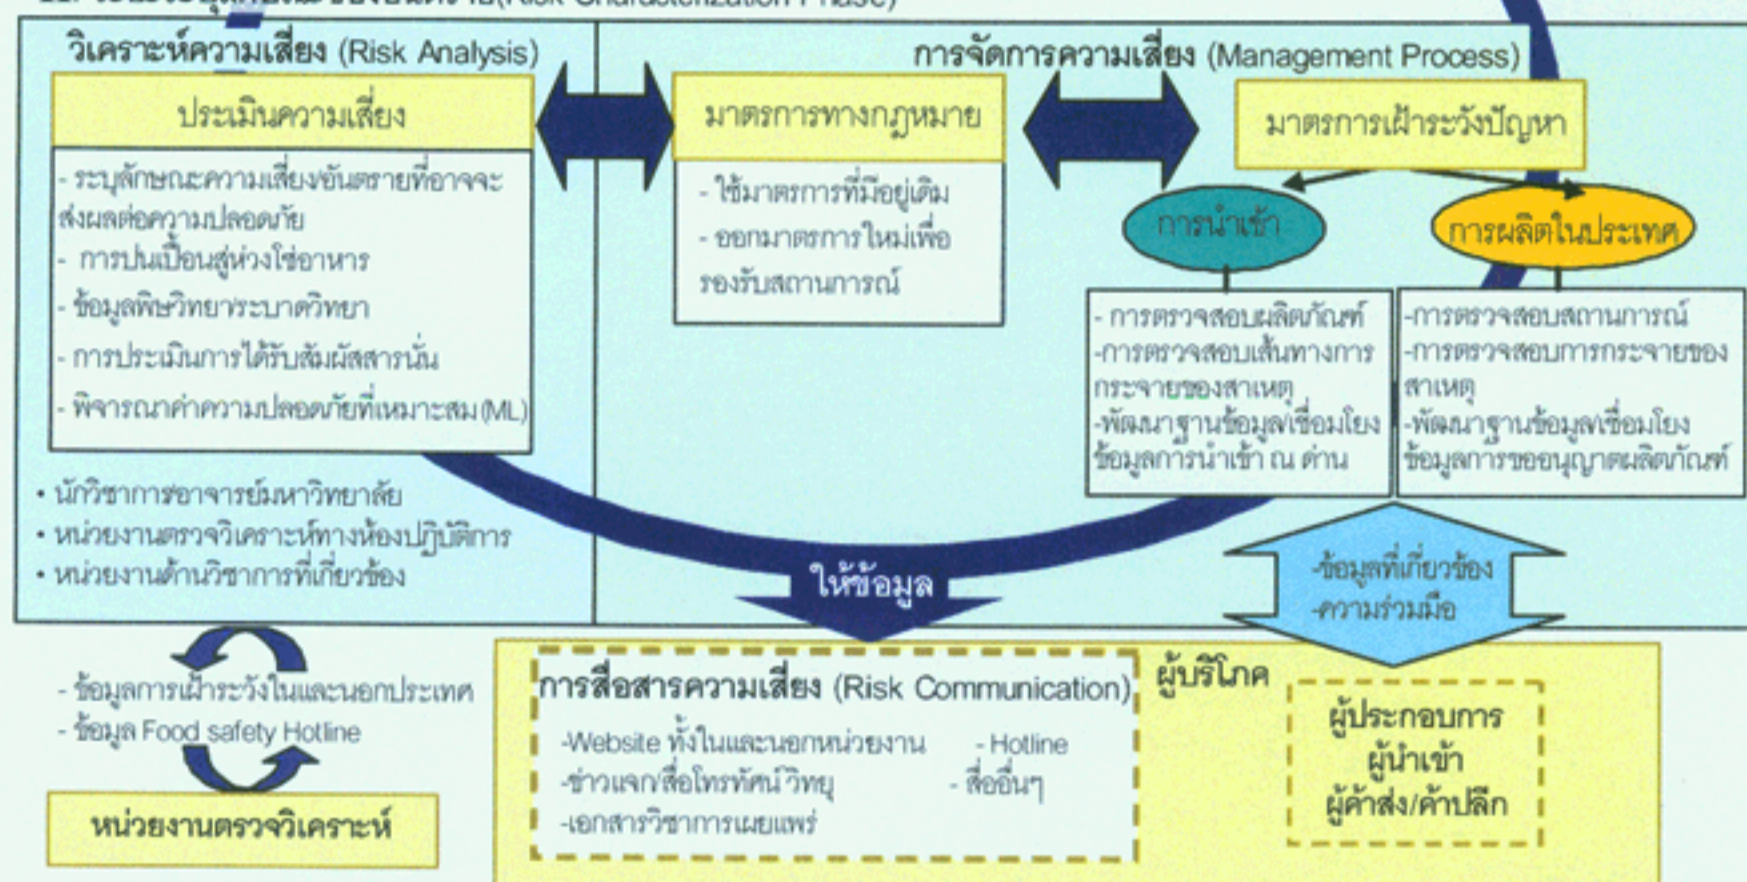 (Risk Characterization Phase)
วิเคราะห์ความเสี่ยง (Risk Analysis)
ประเมินความเสี่ยง
- ระบุลักษณะความเสี่ยง/อันตรายที่อาจจะ
ส่งผลต่อความปลอดภัย
- การปนเปื้อนสู่ห่วงโซ่อาหาร
- ข้อมูลพิษวิทยา/ระบาดวิทยา
- การประเมินการได้รับสัมผัสสารนั่น
- พิจารณาค่าความปลอดภัยที่เหมาะสม(ML)
• นักวิชาการ/อาจารย์มหาวิทยาลัย
• หน่วยงานตรวจวิเคราะห์ทางห้องปฏิบัติการ
• หน่วยงานด้านวิชาการที่เกี่ยวข้อง
การจัดการความเสี่ยง (Management Process)
มาตรการทางกฎหมาย
- ใช้มาตรการที่มีอยู่เดิม
- ออกมาตรการใหม่เพื่อ
รองรับสถานการณ์
มาตรการเฝ้าระวังปัญหา
การนำเข้า
- การตรวจสอบผลิตภัณฑ์
-การตรวจสอบเส้นทางการ
กระจายของสาเหตุ
-พัฒนาฐานข้อมูล/เชื่อมโยง
ข้อมูลการนำเข้า ณ ด่าน
การผลิตในประเทศ
-การตรวจสอบสถานการณ์
-การตรวจสอบการกระจายของ
สาเหตุ
-พัฒนาฐานข้อมูล/เชื่อมโยง
ข้อมูลการขออนุญาตผลิตภัณฑ์
ให้ข้อมูล
-ข้อมูลที่เกี่ยวข้อง
-ความร่วมมือ
- ข้อมูลการเฝ้าระวังในและนอกประเทศ
- ข้อมูล Food safety Hotline
หน่วยงานตรวจวิเคราะห์
การสื่อสารความเสี่ยง (Risk Communication)
-Website ทั้งในและนอกหน่วยงาน - Hotline
-ข่าวแจก/สื่อโทรทัศน์ วิทยุ - สื่ออื่นๆ
-เอกสารวิชาการเผยแพร่
ผู้บริโภค
ผู้ประกอบการ
ผู้นำเข้า
ผู้ค้าส่ง/ค้าปลีก